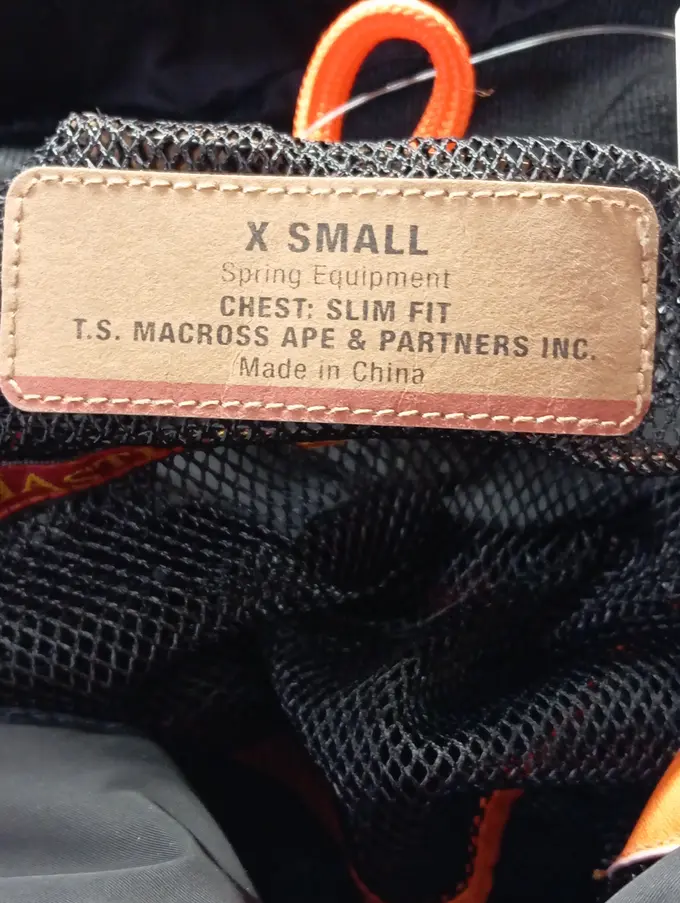 X SMALL
Spring Equipment
CHEST: SLIM FIT
T.S. MACROSS APE & PARTNERS INC.
Made in China